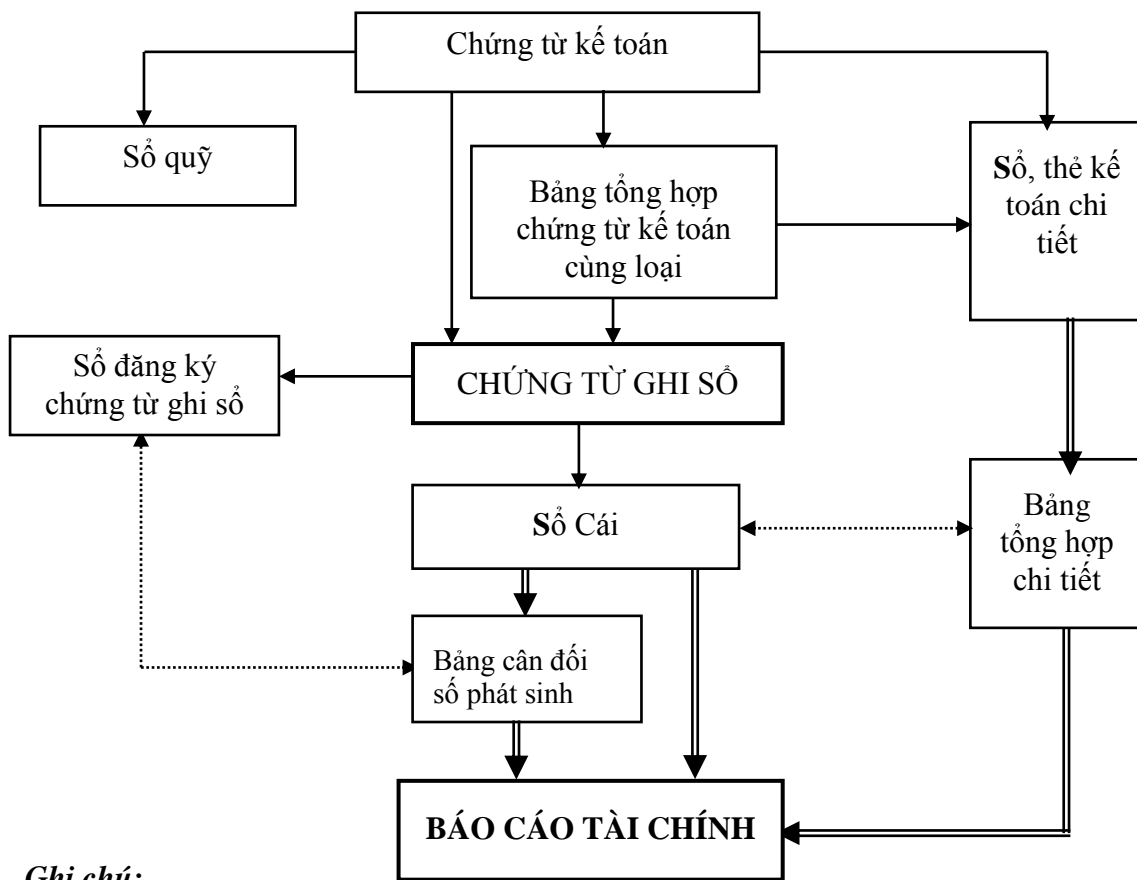 Chứng từ kế toán
Sổ quỹ
Bảng tổng hợp
chứng từ kế toán
cùng loại
Sổ, thẻ kế
toán chi
tiết
Sổ đăng ký
chứng từ ghi sổ
CHỨNG TỪ GHI SỔ
Sổ Cái
Bảng
tổng hợp
chi tiết
Bảng cân đối
số phát sinh
BÁO CÁO TÀI CHÍNH
Ghi chú: